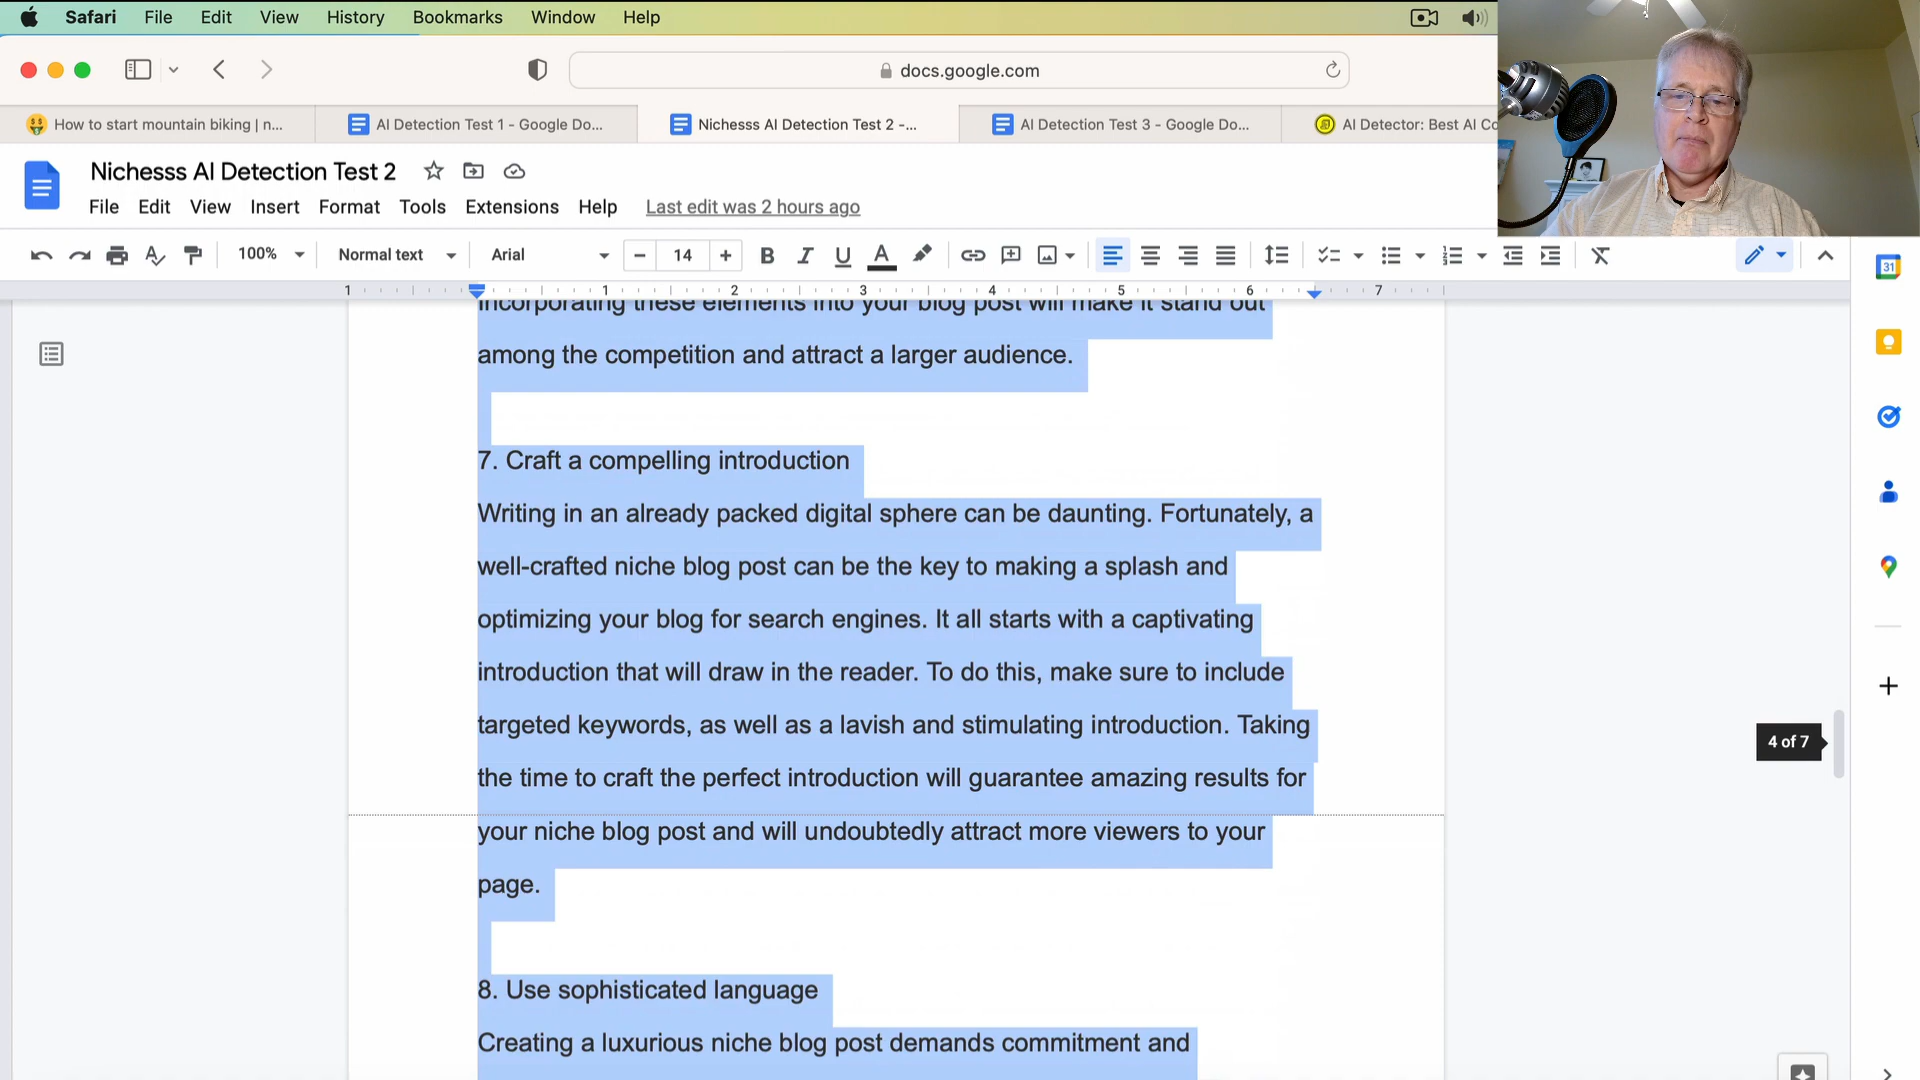 Safari File Edit View History Bookmarks Window Help
docs.google.com
How to start mountain biking | n...
AI Detection Test 1 - Google Do...
Nichesss AI Detection Test 2 -...
AI Detection Test 3 - Google Do...
AI Detector: Best AI Co
Nichesss AI Detection Test 2
File Edit View Insert Format Tools Extensions Help Last edit was 2 hours ago
100% Normal text Arial 14 B I U A
31
1 1 2 3 4 5 6 7
incorporating these elements into your blog post will make it stand out
among the competition and attract a larger audience.
7. Craft a compelling introduction
Writing in an already packed digital sphere can be daunting. Fortunately, a
well-crafted niche blog post can be the key to making a splash and
optimizing your blog for search engines. It all starts with a captivating
introduction that will draw in the reader. To do this, make sure to include
targeted keywords, as well as a lavish and stimulating introduction. Taking
the time to craft the perfect introduction will guarantee amazing results for
4 of 7
your niche blog post and will undoubtedly attract more viewers to your
page.
8. Use sophisticated language
Creating a luxurious niche blog post demands commitment and